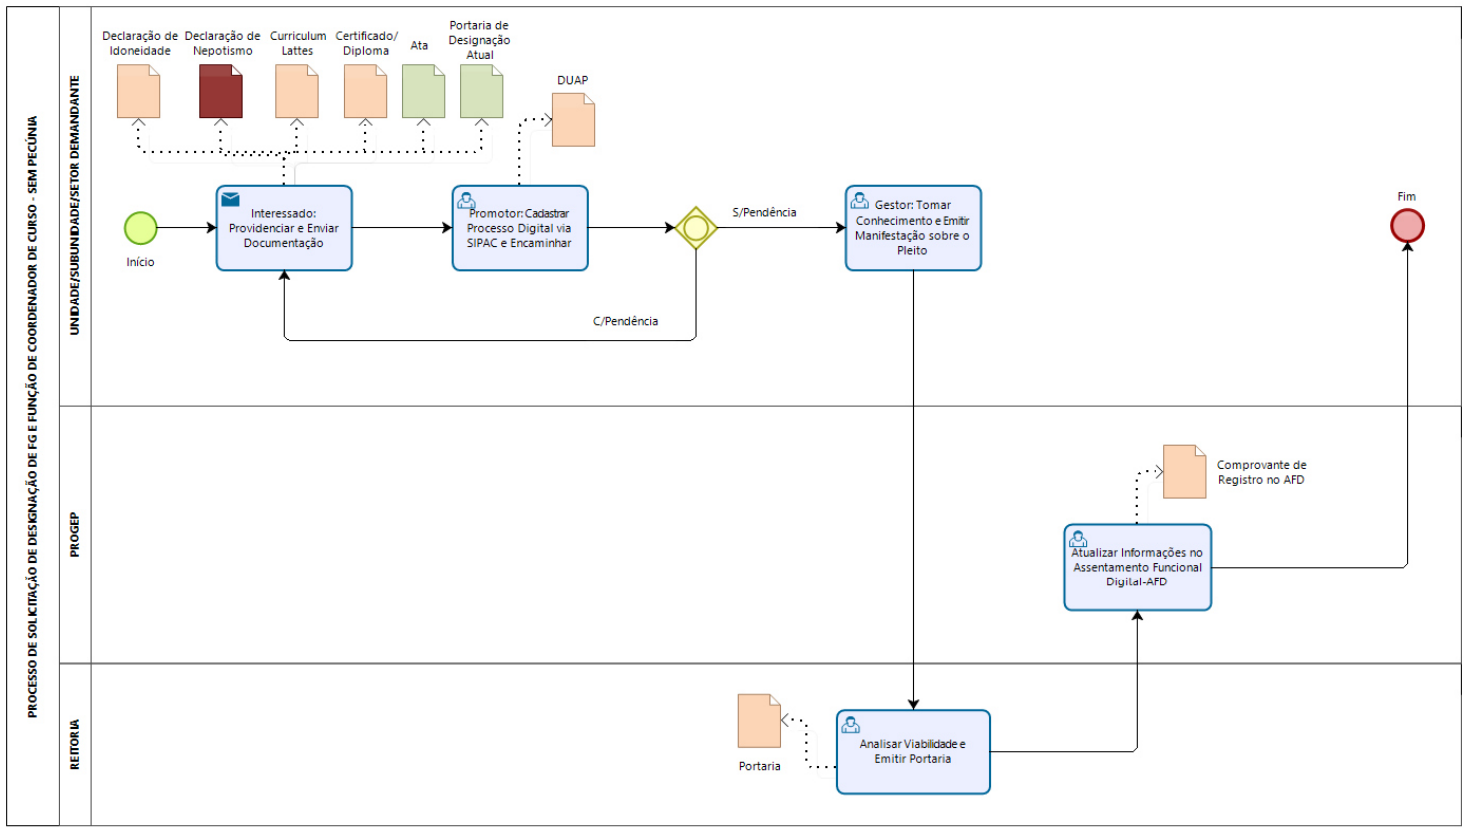 PROCESSO DE SOLICITAÇÃO DE DESIGNAÇÃO DE FG E FUNÇÃO DE COORDENADOR DE CURSO - SEM PECÚNIA
UNIDADE/SUBUNIDADE/SETOR DEMANDANTE
Declaração de
Idoneidade
Declaração de
Nepotismo
Curriculum
Lattes
Certificado/
Diploma
Ata
Portaria de
Designação
Atual
DUAP
Início
Interessado:
Providenciar e Enviar
Documentação
Promotor: Cadastrar
Processo Digital via
SIPAC e Encaminhar
S/Pendência
C/Pendência
Gestor: Tomar
Conhecimento e Emitir
Manifestação sobre o
Pleito
Fim
PROGEP
Comprovante de
Registro no AFD
Atualizar Informações no
Assentamento Funcional
Digital-AFD
REITORIA
Portaria
Analisar Viabilidade e
Emitir Portaria